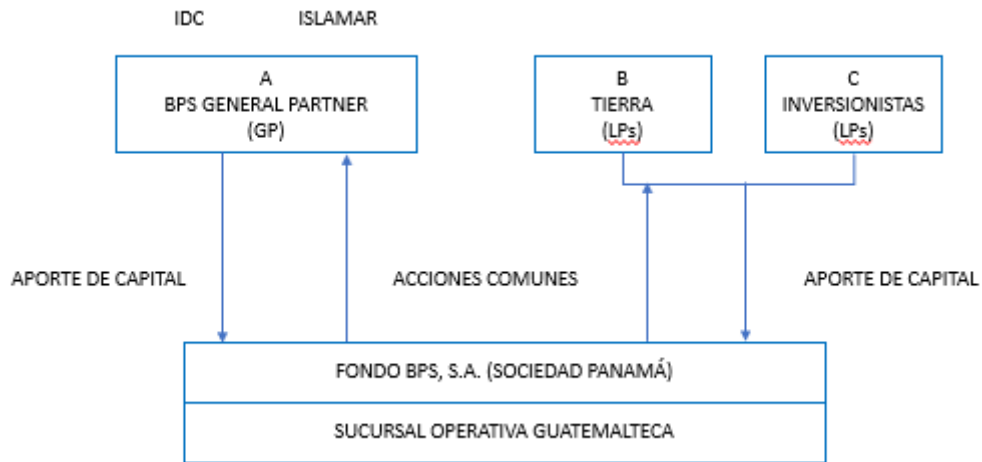 IDC
ISLAMAR
A
BPS GENERAL PARTNER
(GP)
B
TIERRA
(LPs)
C
INVERSIONISTAS
(LPs)
APORTE DE CAPITAL
ACCIONES COMUNES
APORTE DE CAPITAL
FONDO BPS, S.A. (SOCIEDAD PANAMÁ)
SUCURSAL OPERATIVA GUATEMALTECA